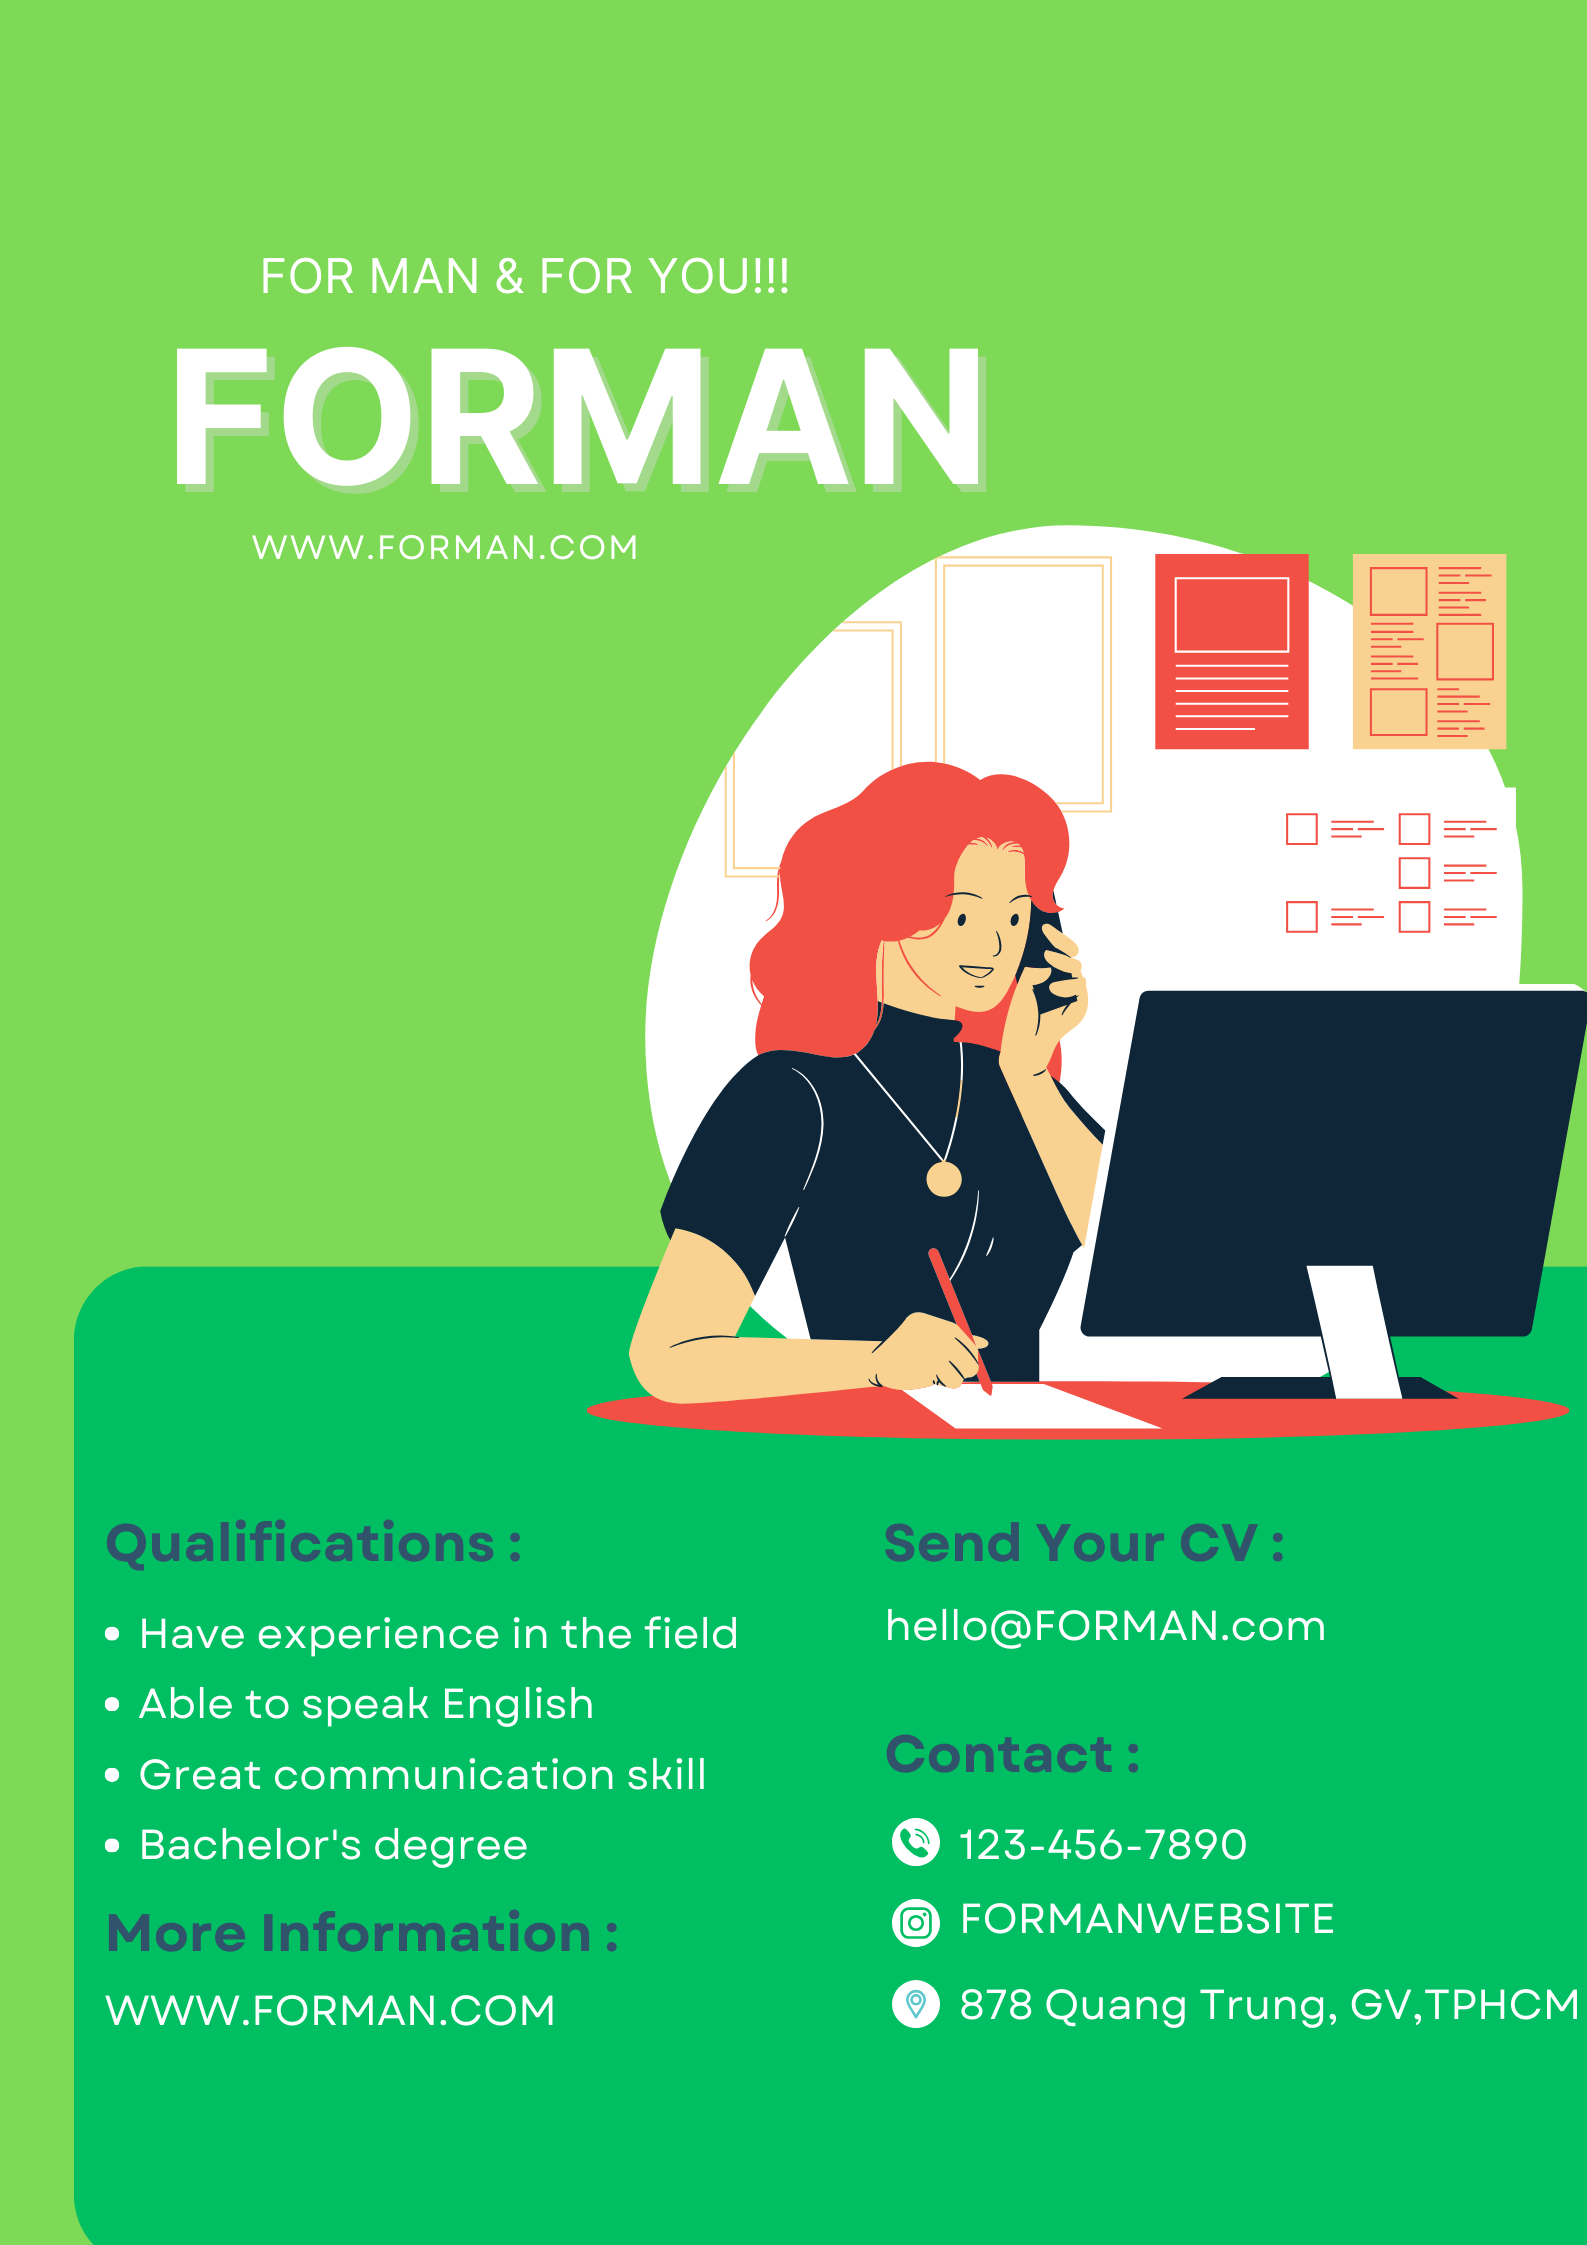 FOR MAN & FOR YOU!!!
FORMAN
WWW.FORMAN.COM
Qualifications :
Have experience in the field
Able to speak English
Great communication skill
Bachelor's degree
More Information :
WWW.FORMAN.COM
Send Your CV :
hello@FORMAN.com
Contact :
123-456-7890
FORMANWEBSITE
878 Quang Trung, GV,TPHCM